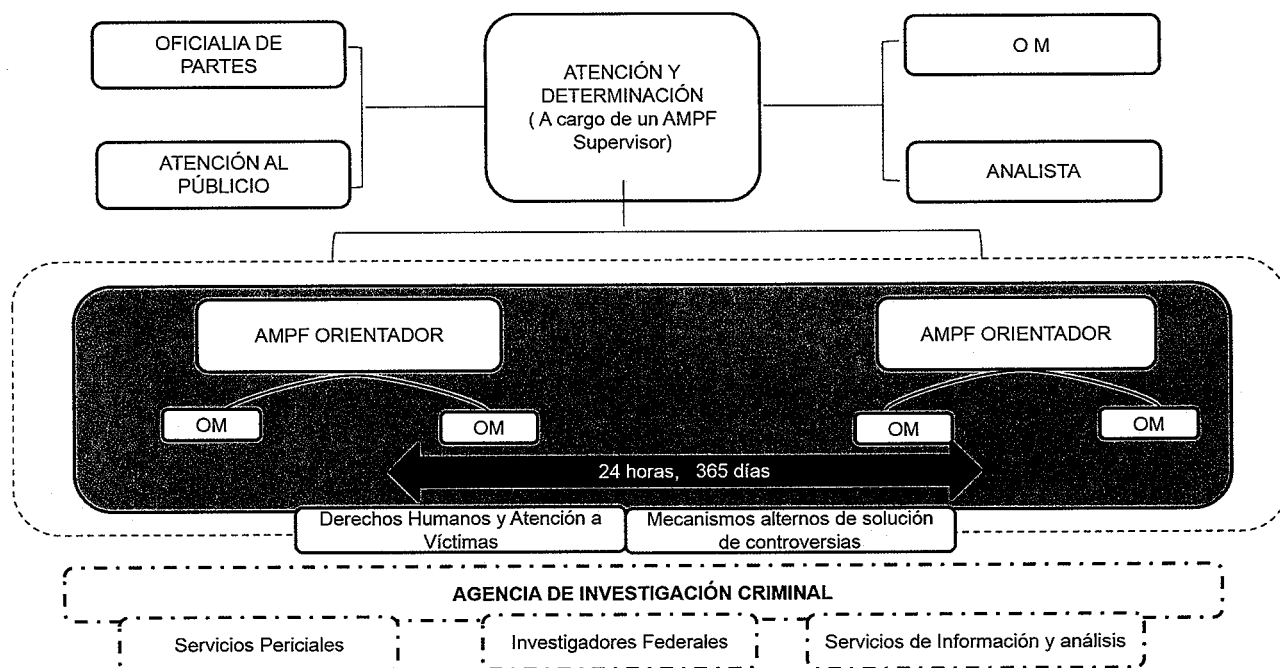 OFICIALIA DE
PARTES
ATENCIÓN Y
DETERMINACIÓN
( A cargo de un AMPF
Supervisor)
O M
ATENCIÓN AL
PÚBLICIO
ANALISTA
AMPF ORIENTADOR
AMPF ORIENTADOR
OM
OM
OM
OM
24 horas, 365 días
Derechos Humanos y Atención a
Víctimas
Mecanismos alternos de solución
de controversias
AGENCIA DE INVESTIGACIÓN CRIMINAL
Servicios Periciales
Investigadores Federales
Servicios de Información y análisis